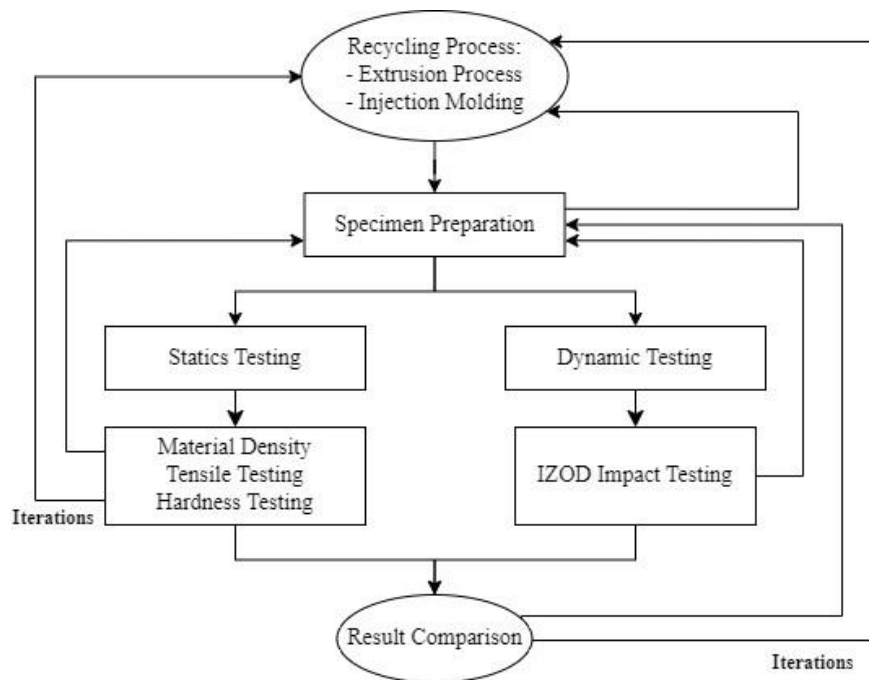 Recycling Process:
- Extrusion Process
- Injection Molding
Specimen Preparation
Statics Testing
Dynamic Testing
Material Density
Tensile Testing
Hardness Testing
IZOD Impact Testing
Iterations
Result Comparison
Iterations